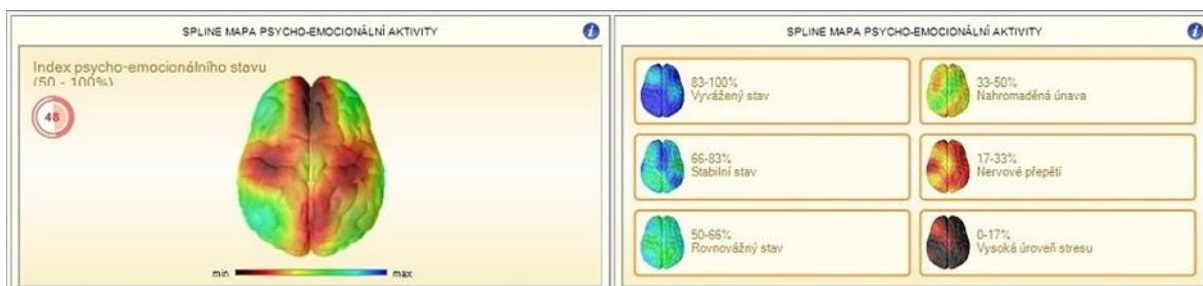 SPLINE MAPA PSYCHO-EMOCIONÁLNÍ AKTIVITY
Index psycho-emocionálního stavu
(50 - 100%)
48
min
max
SPLINE MAPA PSYCHO-EMOCIONÁLNÍ AKTIVITY
83-100%
Vyvážený stav
33-50%
Nahromaděná únava
66-83%
Stabilní stav
17-33%
Nervové přepětí
50-66%
Rovnovážný stav
0-17%
Vysoká úroveň stresu